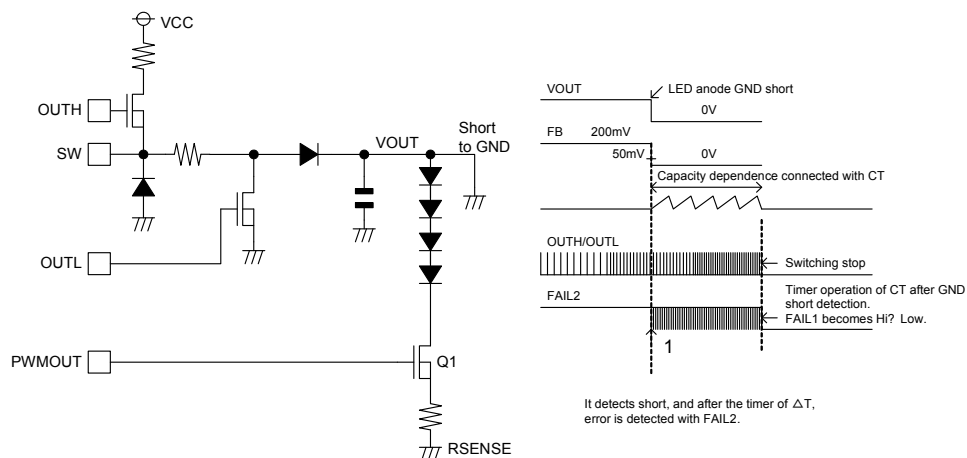 VCC
OUTH
SW
VOUT
Short
to GND
OUTL
PWMOUT
Q1
RSENSE
VOUT
LED anode GND short
0V
FB
200mV
50mV
0V
Capacity dependence connected with CT
OUTH/OUTL
Switching stop
FAIL2
Timer operation of CT after GND
short detection.
FAIL1 becomes Hi? Low.
1
It detects short, and after the timer of △T,
error is detected with FAIL2.